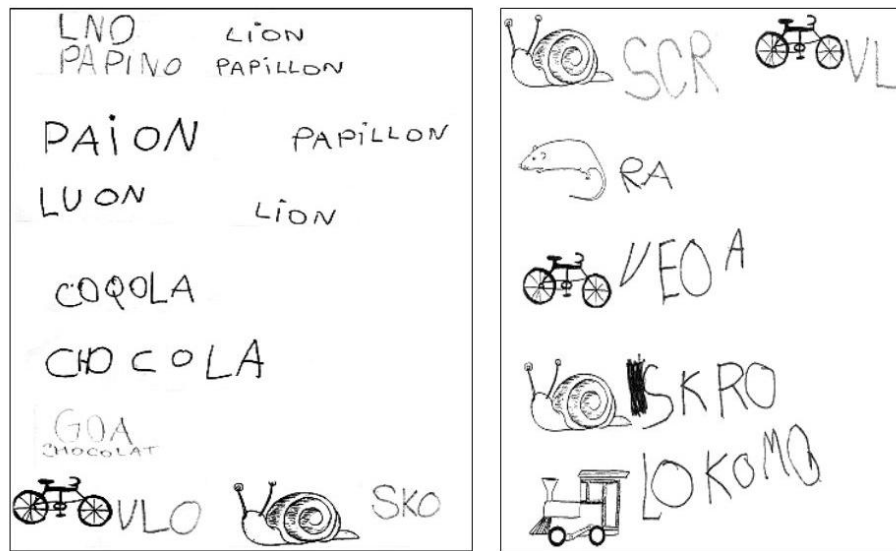 LNO LiON
PAPINO PAPiLLON
PAiON PAPiLLON
LUON LiON
COQOLA
CHOCOLA
GOA
CHOCOLAT
VLO SKO
SCR VL
RA
VEOA
SKRO
LOKOMO